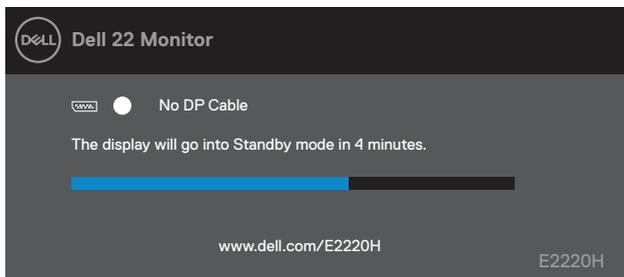 DELL
Dell 22 Monitor
No DP Cable
The display will go into Standby mode in 4 minutes.
www.dell.com/E2220H
E2220H